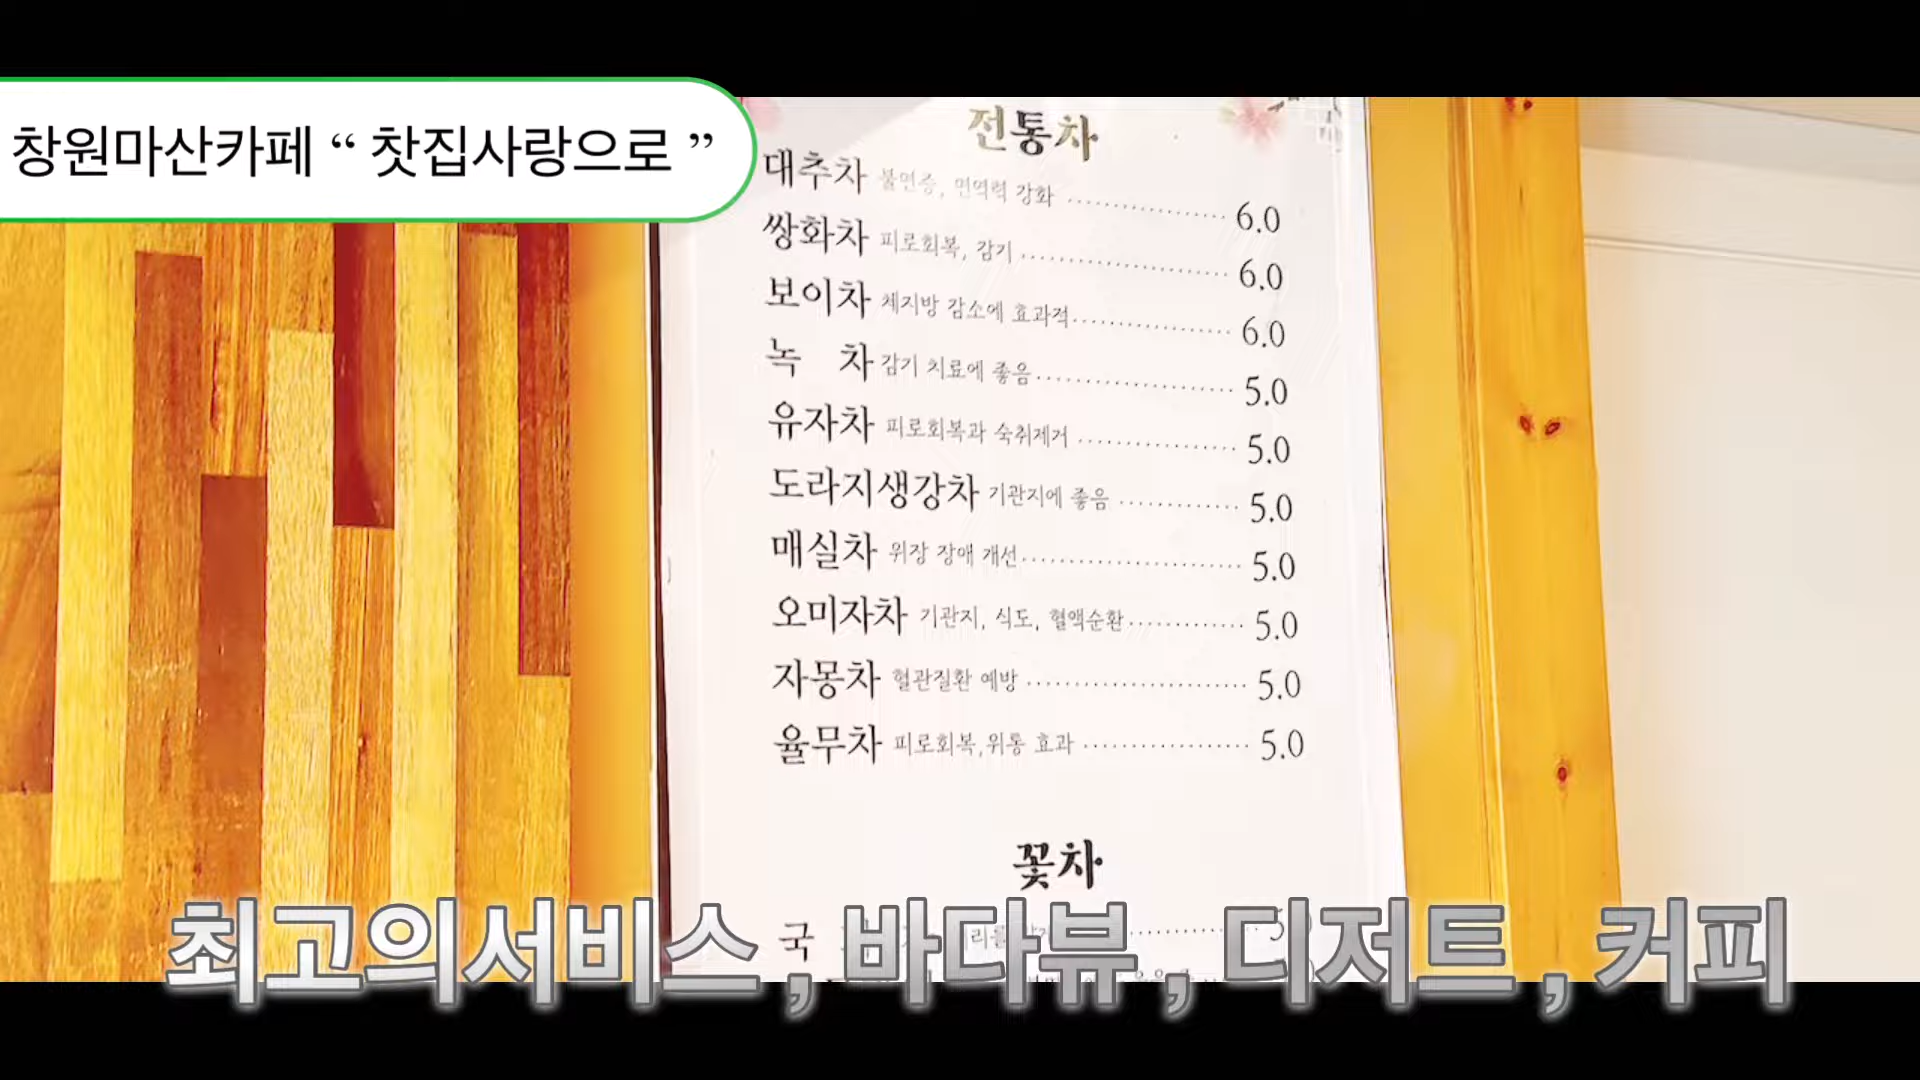 창원마산카페 “ 찻집사랑으로 ”
전통차
대추차 불면증, 면역력 강화 6.0
쌍화차 피로회복, 감기 6.0
보이차 체지방 감소에 효과적 6.0
녹 차 감기 치료에 좋음 5.0
유자차 피로회복과 숙취제거 5.0
도라지생강차 기관지에 좋음 5.0
매실차 위장 장애 개선 5.0
오미자차 기관지, 식도, 혈액순환 5.0
자몽차 혈관질환 예방 5.0
율무차 피로회복,위통 효과 5.0
꽃차
국
최고의서비스 , 바다뷰 , 디저트 , 커피